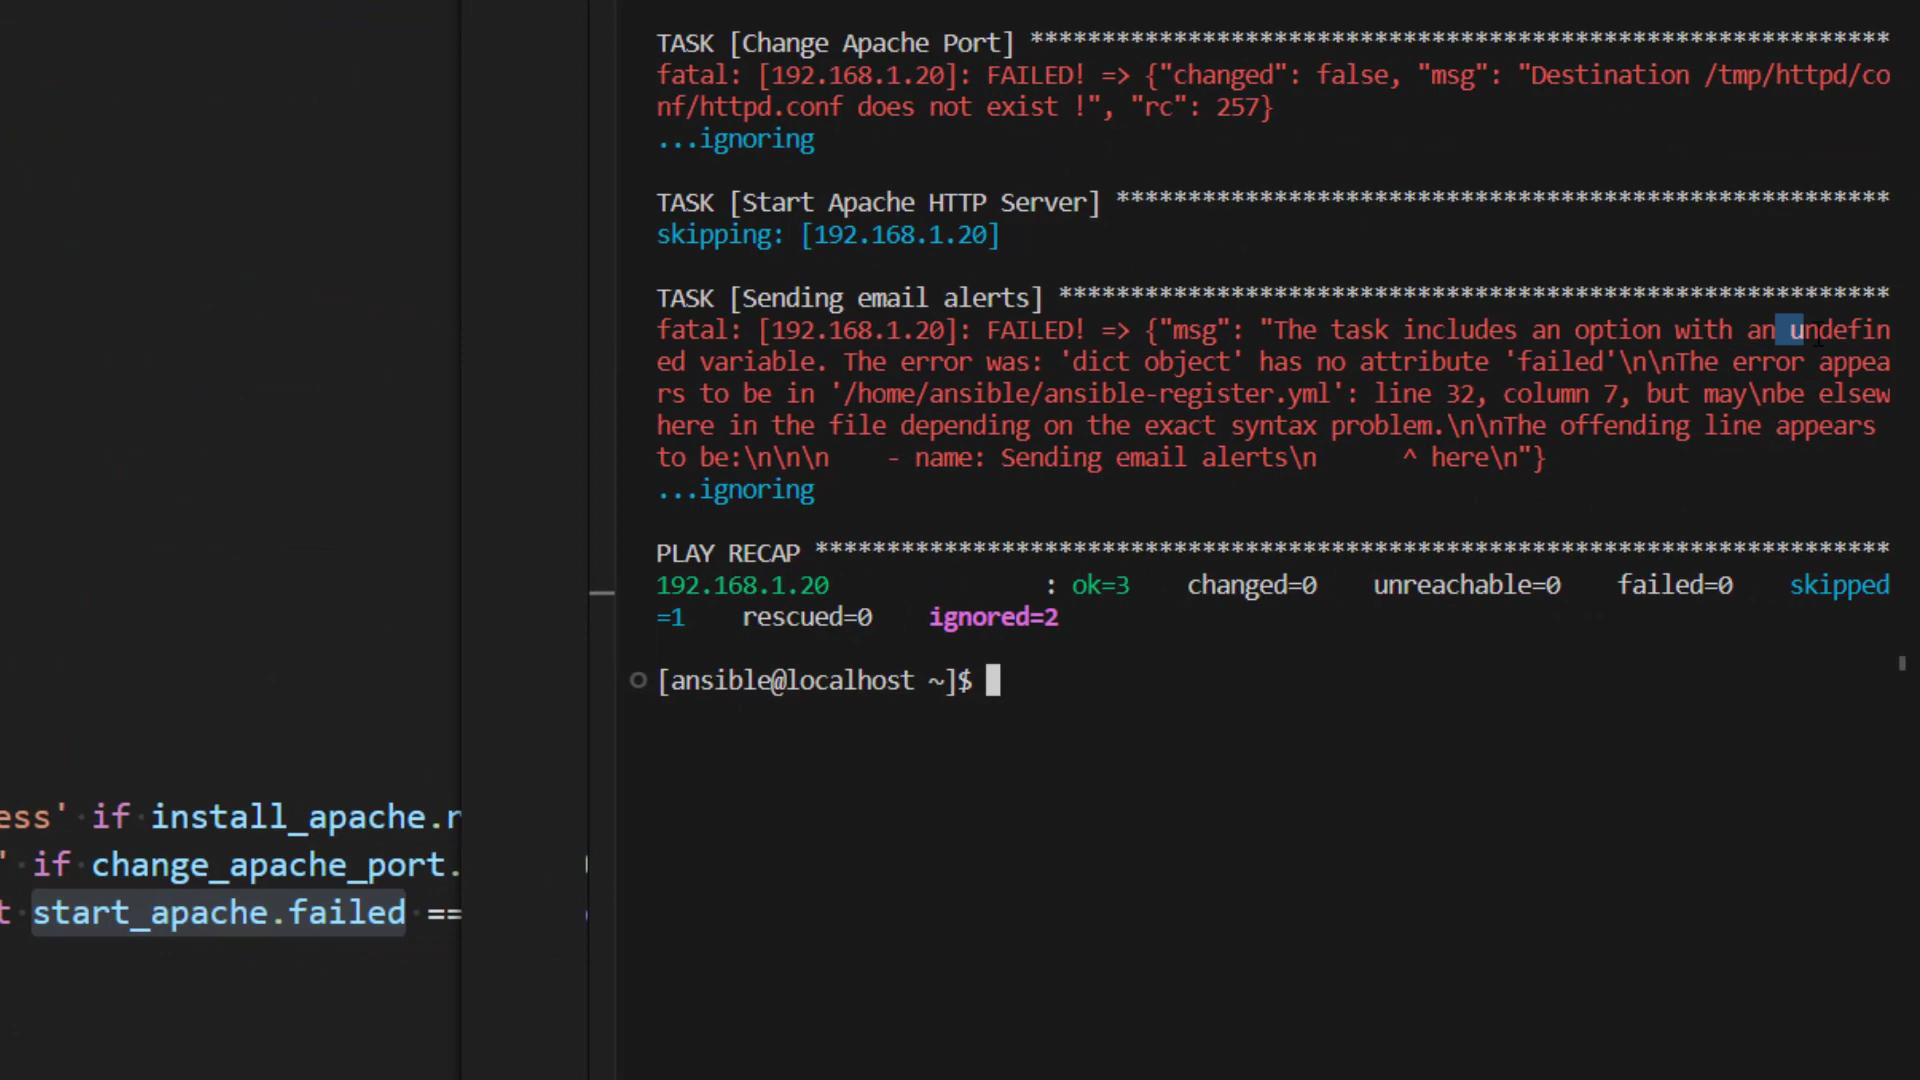 TASK [Change Apache Port] ************************************************************
fatal: [192.168.1.20]: FAILED! => {"changed": false, "msg": "Destination /tmp/httpd/co
nf/httpd.conf does not exist !", "rc": 257}
...ignoring
TASK [Start Apache HTTP Server] ******************************************************
skipping: [192.168.1.20]
TASK [Sending email alerts] **********************************************************
fatal: [192.168.1.20]: FAILED! => {"msg": "The task includes an option with an undefin
ed variable. The error was: 'dict object' has no attribute 'failed'\n\nThe error appea
rs to be in '/home/ansible/ansible-register.yml': line 32, column 7, but may\nbe elsew
here in the file depending on the exact syntax problem.\n\nThe offending line appears
to be:\n\n\n    - name: Sending email alerts\n      ^ here\n"}
...ignoring
PLAY RECAP ***************************************************************************
192.168.1.20               : ok=3    changed=0    unreachable=0    failed=0    skipped
=1    rescued=0    ignored=2
[ansible@localhost ~]$
ess' if install_apache.r
' if change_apache_port.
t start_apache.failed ==